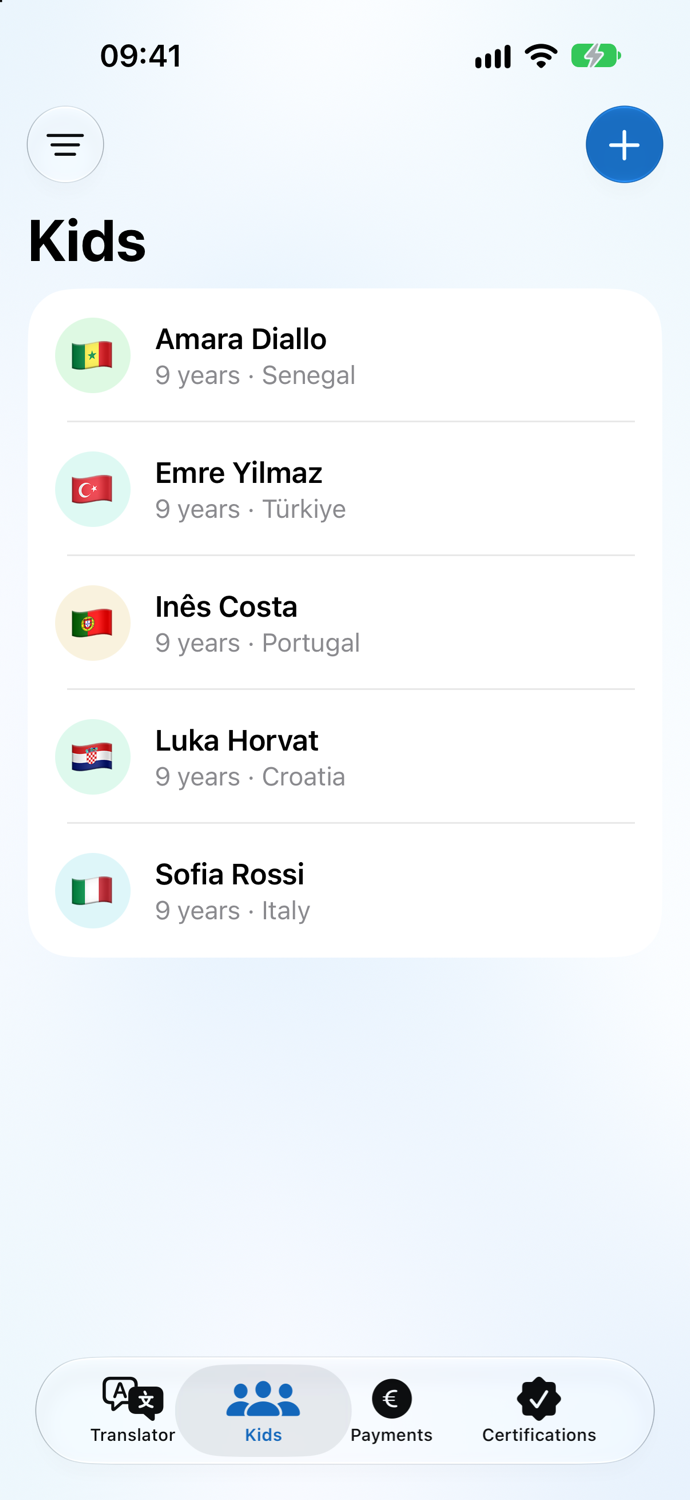 09:41
Kids
Amara Diallo
9 years · Senegal
Emre Yilmaz
9 years · Türkiye
Inês Costa
9 years · Portugal
Luka Horvat
9 years · Croatia
Sofia Rossi
9 years · Italy
A 文 €
Translator Kids Payments Certifications